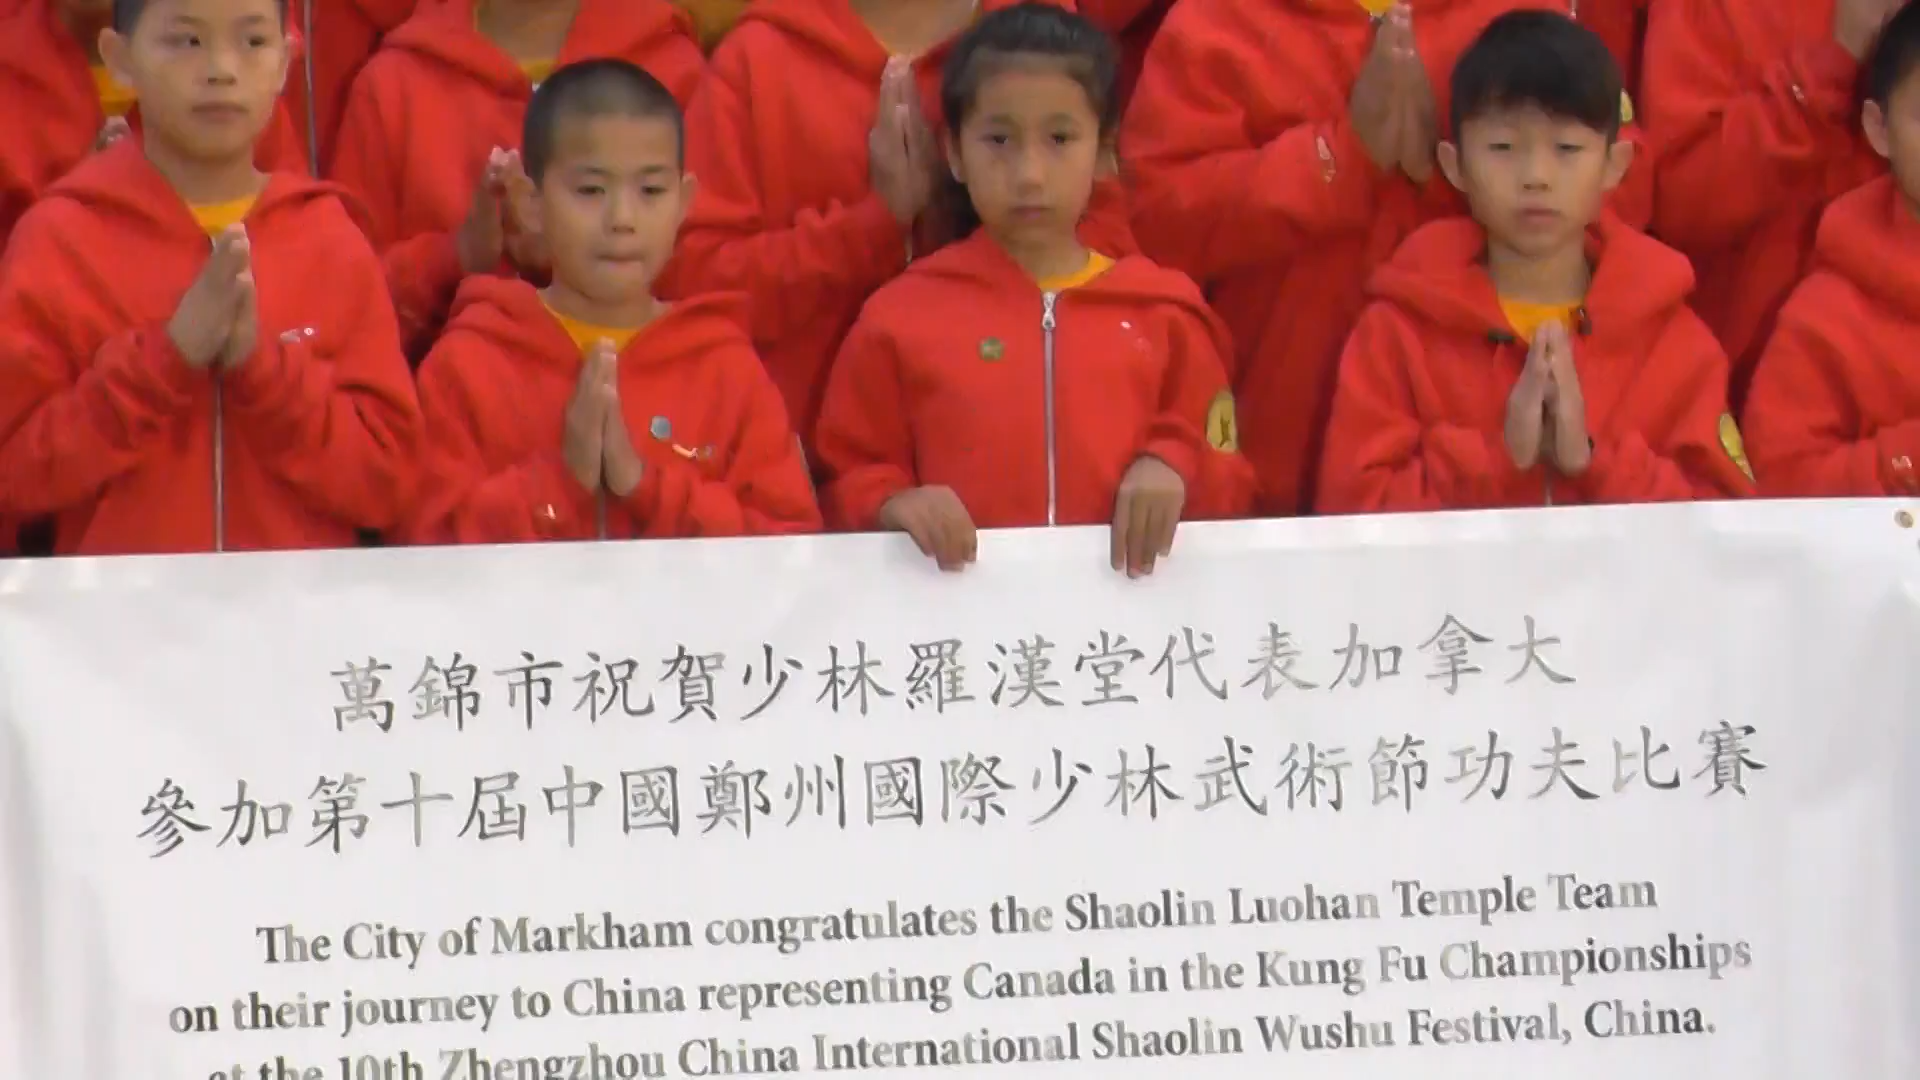 萬錦市祝賀少林羅漢堂代表加拿大
參加第十屆中國鄭州國際少林武術節功夫比賽
The City of Markham congratulates the Shaolin Luohan Temple Team
on their journey to China representing Canada in the Kung Fu Championships
at the 10th Zhengzhou China International Shaolin Wushu Festival, China.